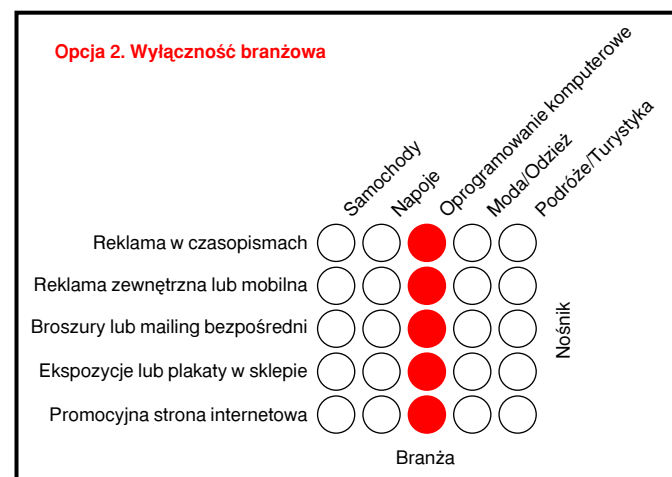 Opcja 2. Wyłączność branżowa
Samochody
Napoje
Oprogramowanie komputerowe
Moda/Odzież
Podróże/Turystyka
Reklama w czasopismach
Reklama zewnętrzna lub mobilna
Broszury lub mailing bezpośredni
Ekspozycje lub plakaty w sklepie
Promocyjna strona internetowa
Nośnik
Branża